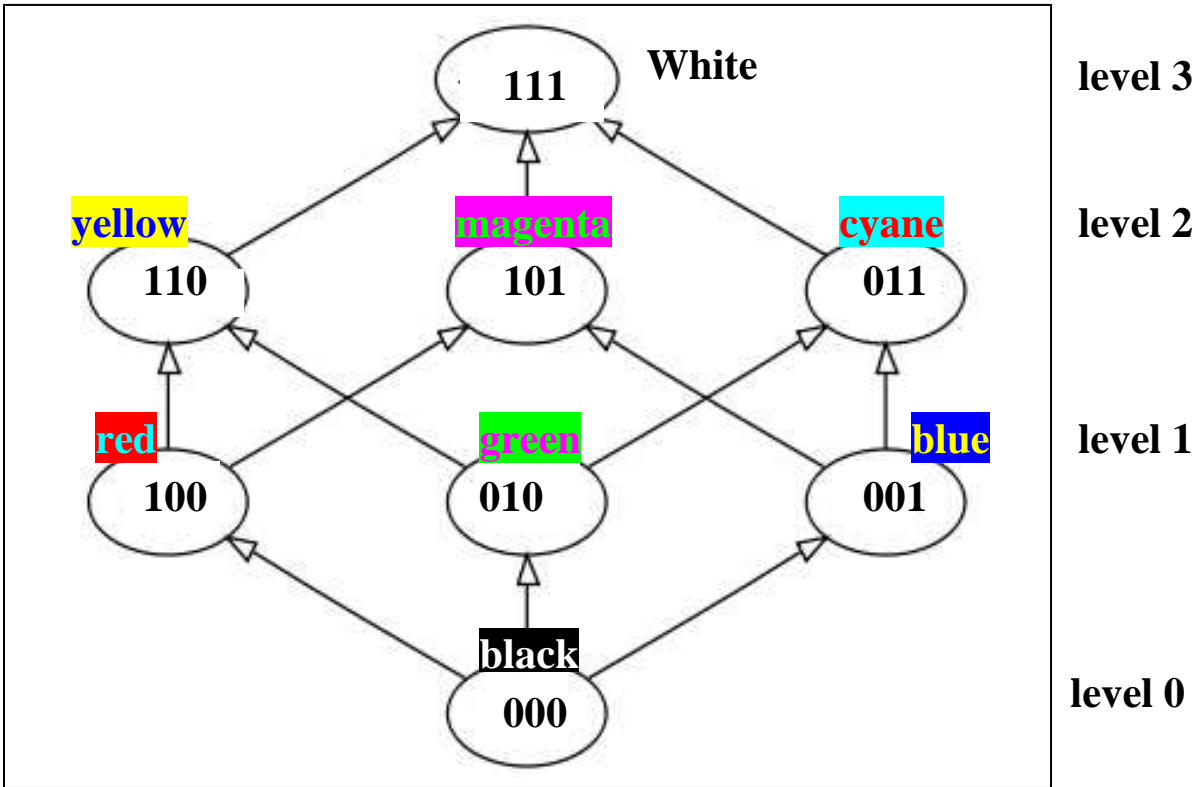 White
111
level 3
yellow magenta cyane
level 2
110 101 011
red green blue
level 1
100 010 001
black
level 0
000